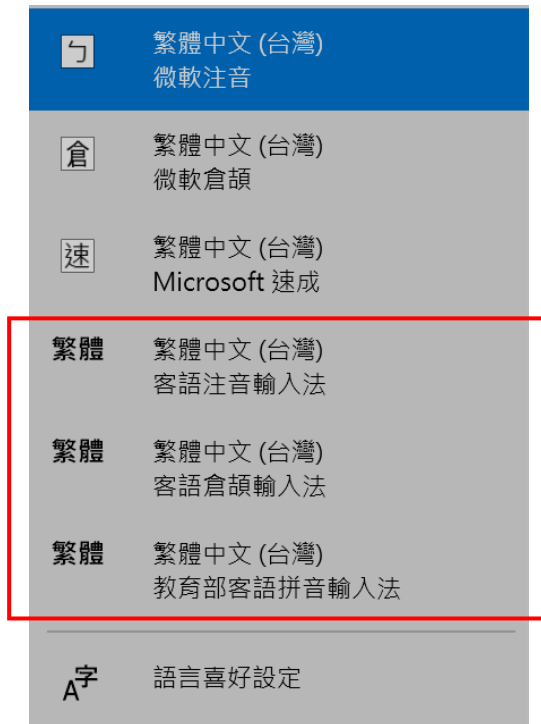 ㄅ
繁體中文 (台灣)
微軟注音
倉
繁體中文 (台灣)
微軟倉頡
速
繁體中文 (台灣)
Microsoft 速成
繁體
繁體中文 (台灣)
客語注音輸入法
繁體
繁體中文 (台灣)
客語倉頡輸入法
繁體
繁體中文 (台灣)
教育部客語拼音輸入法
A字
語言喜好設定